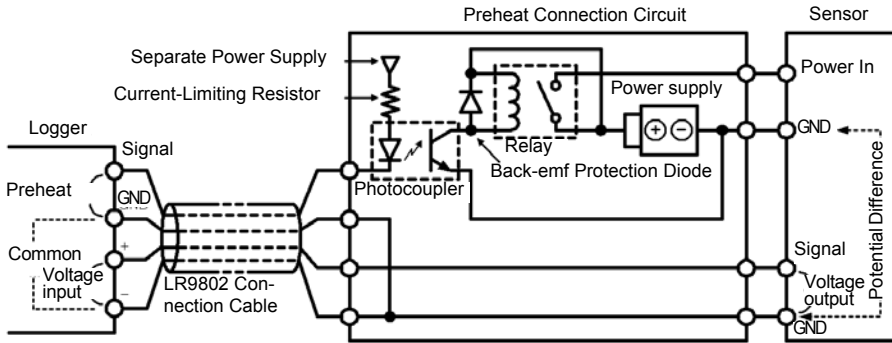 Preheat Connection Circuit
Sensor
Separate Power Supply
Current-Limiting Resistor
Power supply
Power In
Logger
Signal
GND
Relay
Back-emf Protection Diode
Photocoupler
Preheat
GND
Common
+
Voltage
input
−
LR9802 Con-
nection Cable
Signal
Voltage
output
GND
Potential Difference